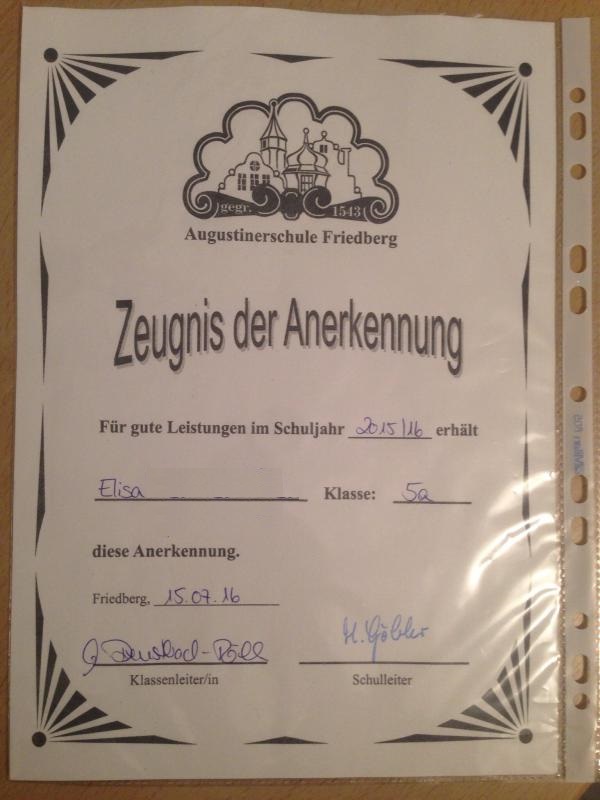 gegr. 1543
Augustinerschule Friedberg
Zeugnis der Anerkennung
Für gute Leistungen im Schuljahr 2015/16 erhält
Elisa Klasse: 5a
diese Anerkennung.
Friedberg, 15.07.16
Klassenleiter/in Schulleiter